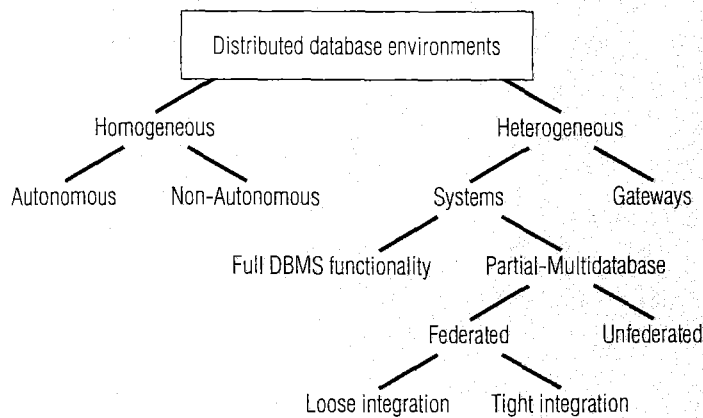 Distributed database environments
Homogeneous
Heterogeneous
Autonomous
Non-Autonomous
Systems
Gateways
Full DBMS functionality
Partial-Multidatabase
Federated
Unfederated
Loose integration
Tight integration